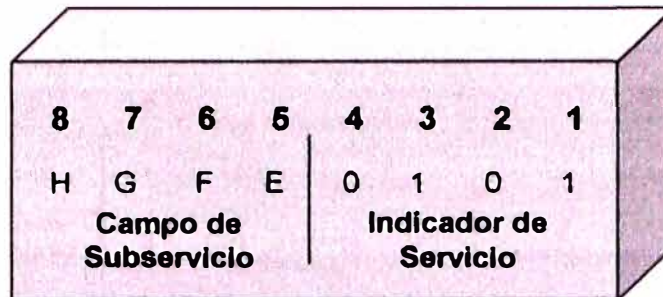 8 7 6 5 4 3 2 1
H G F E 0 1 0 1
Campo de Indicador de
Subservicio Servicio